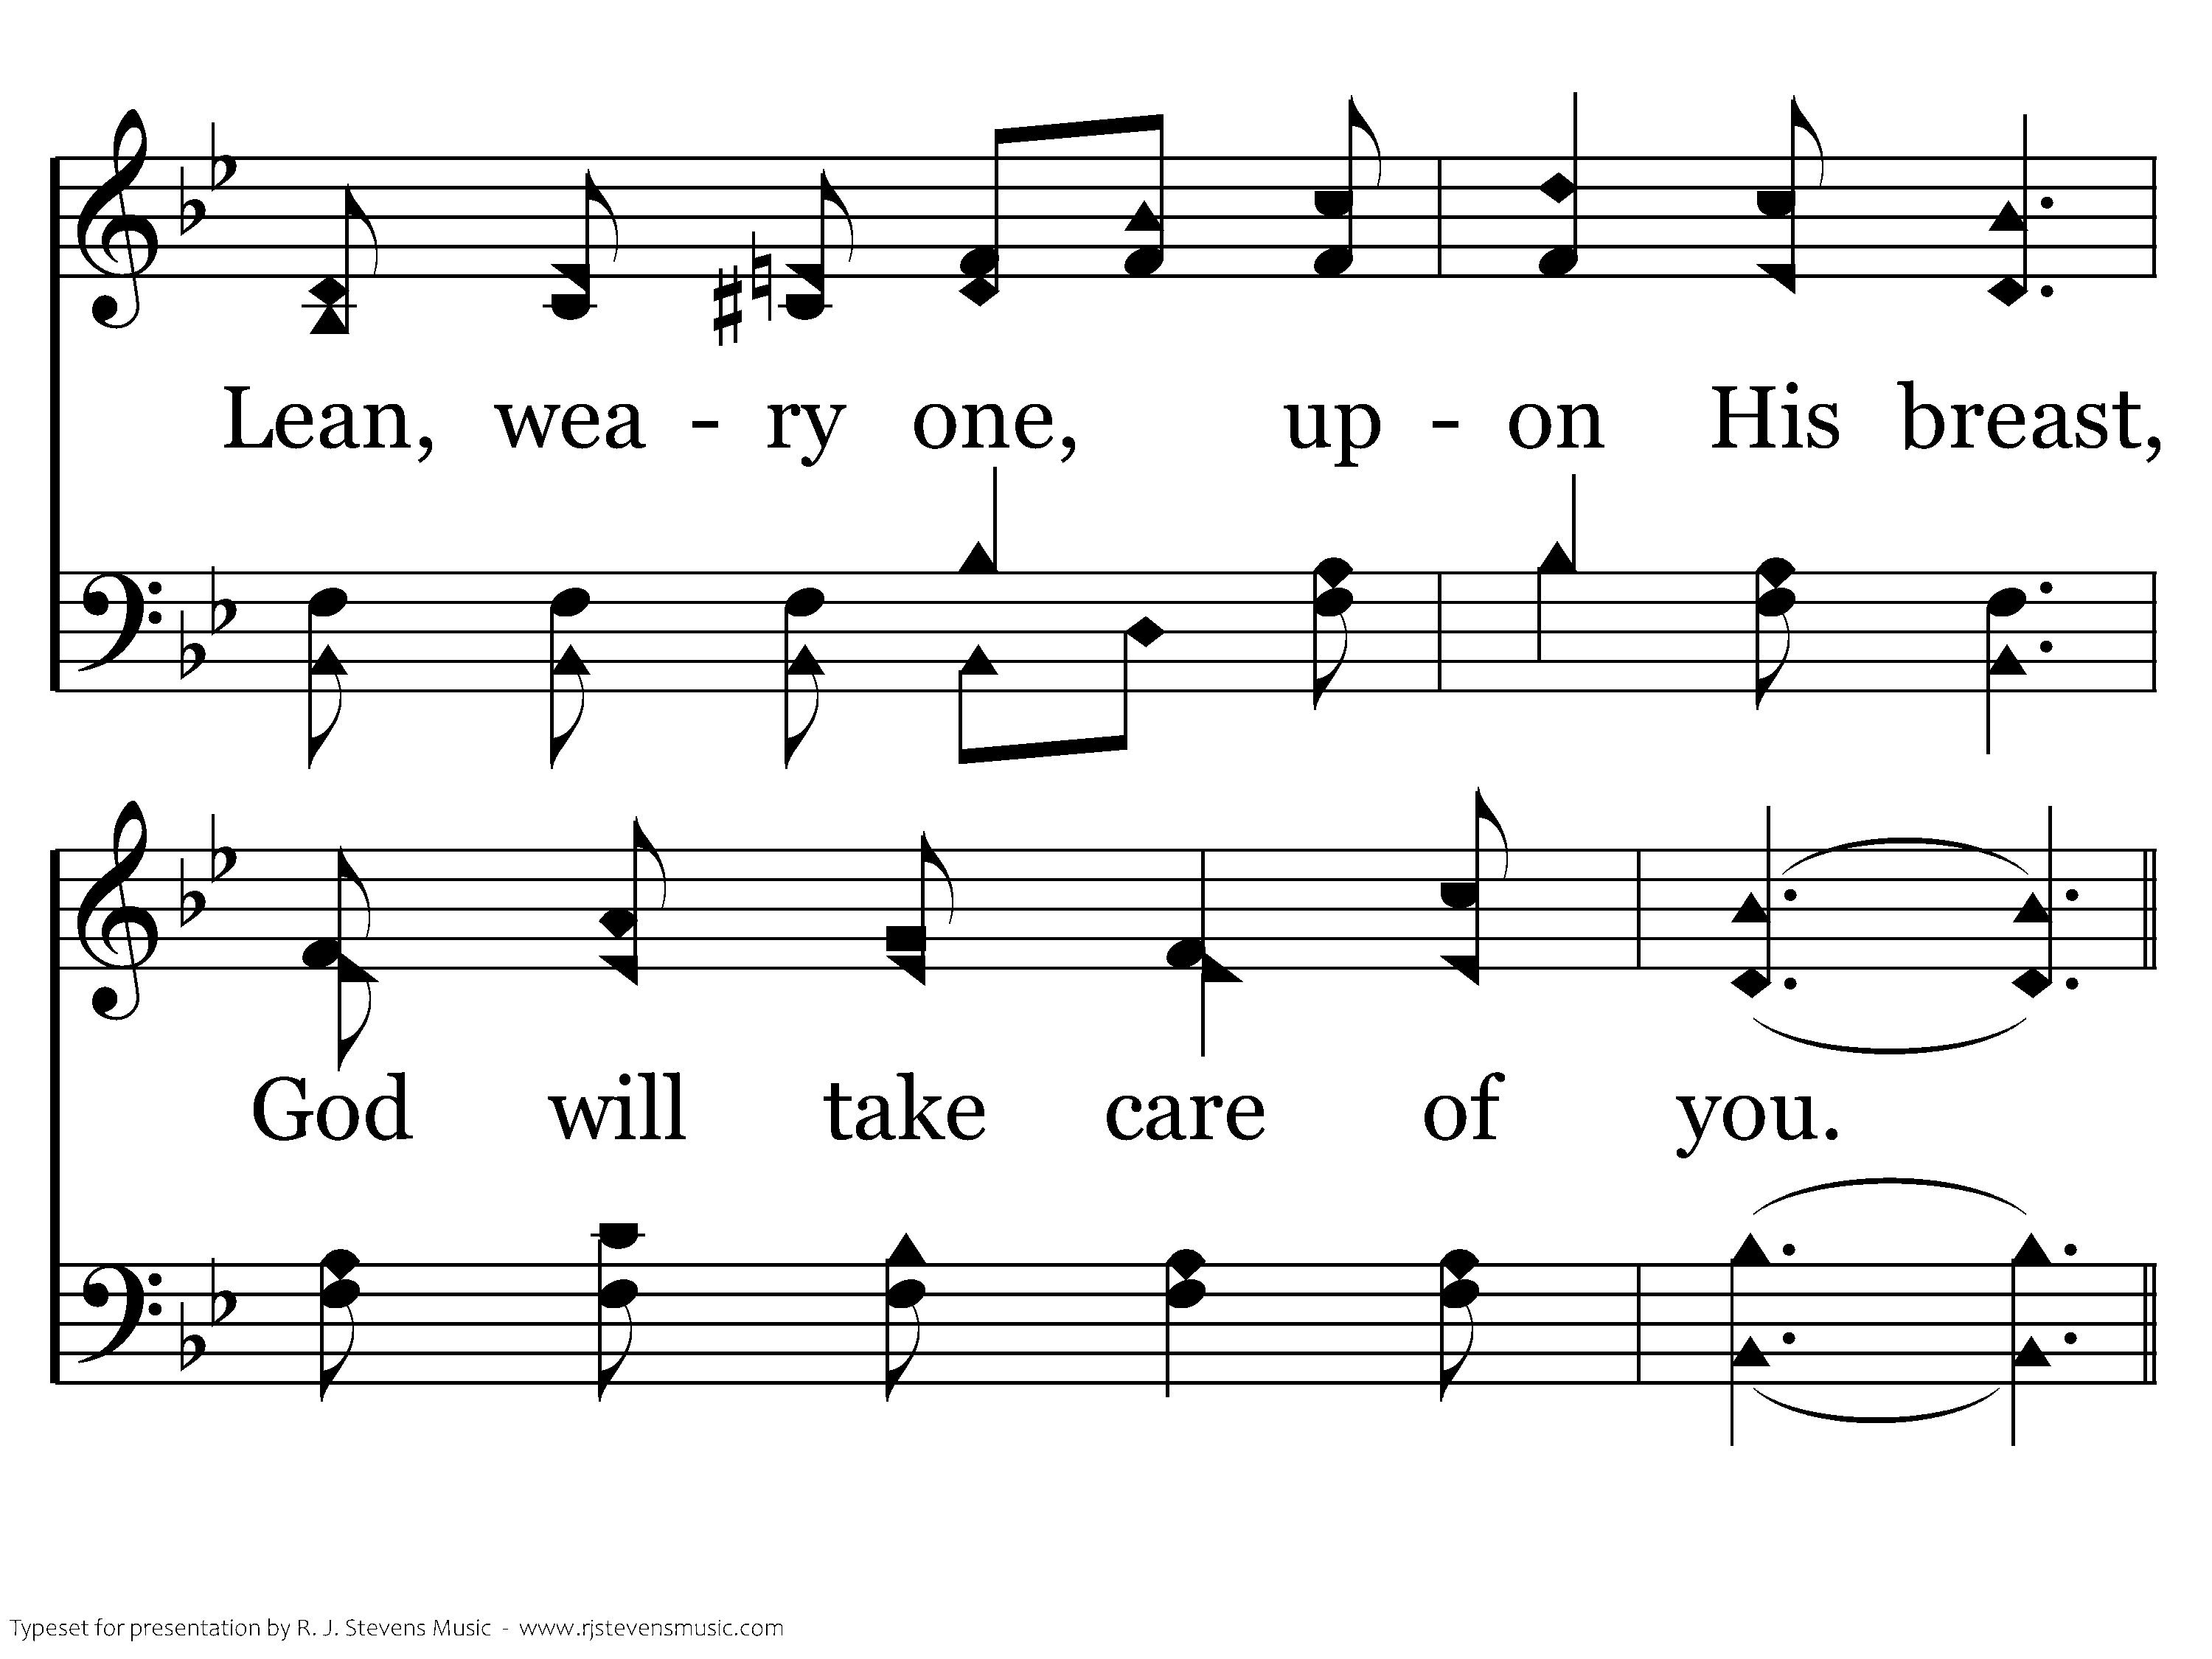 Lean, wea - ry one, up - on His breast,
God will take care of you.
Typeset for presentation by R. J. Stevens Music - www.rjstevensmusic.com